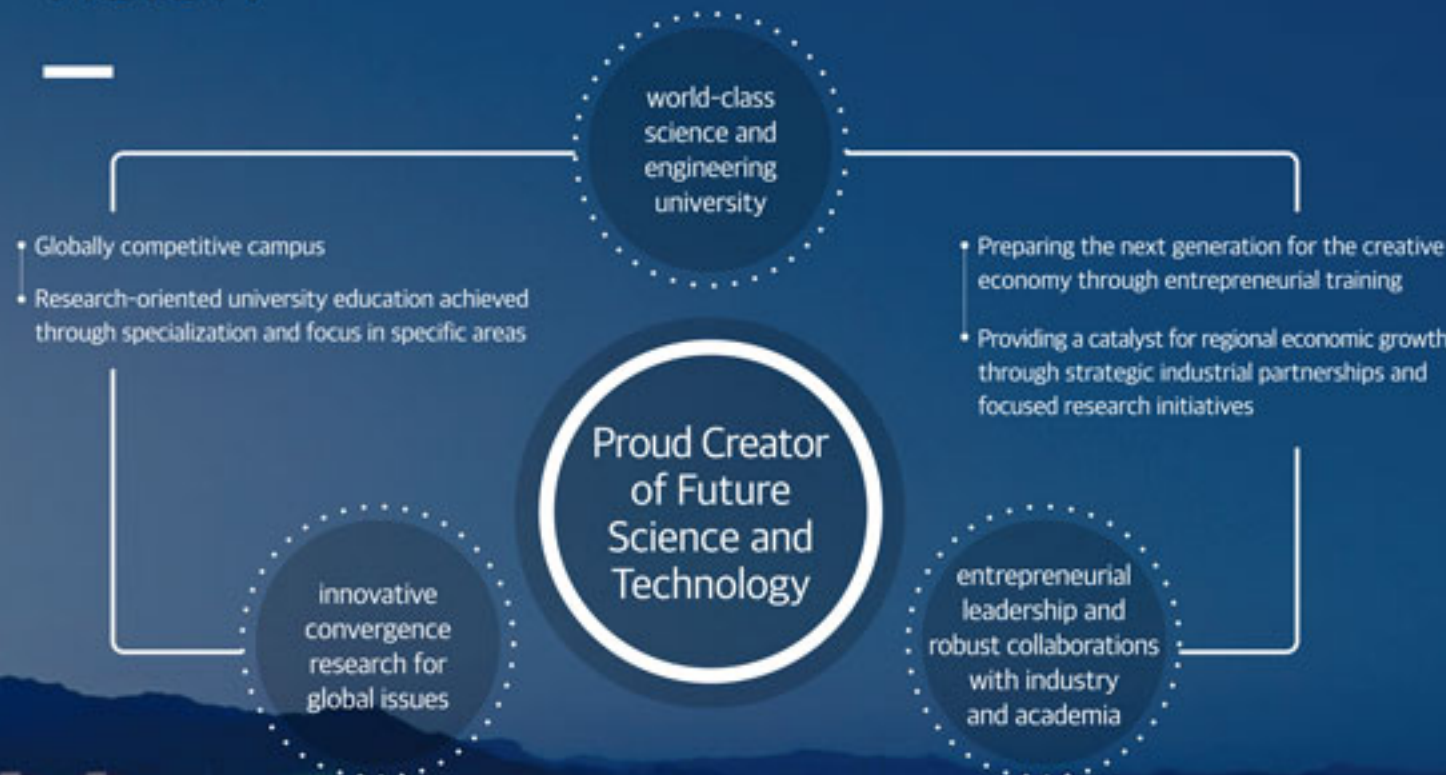 world-class
science and
engineering
university
• Globally competitive campus
• Research-oriented university education achieved
through specialization and focus in specific areas
• Preparing the next generation for the creative
economy through entrepreneurial training
• Providing a catalyst for regional economic growth
through strategic industrial partnerships and
focused research initiatives
Proud Creator
of Future
Science and
Technology
innovative
convergence
research for
global issues
entrepreneurial
leadership and
robust collaborations
with industry
and academia